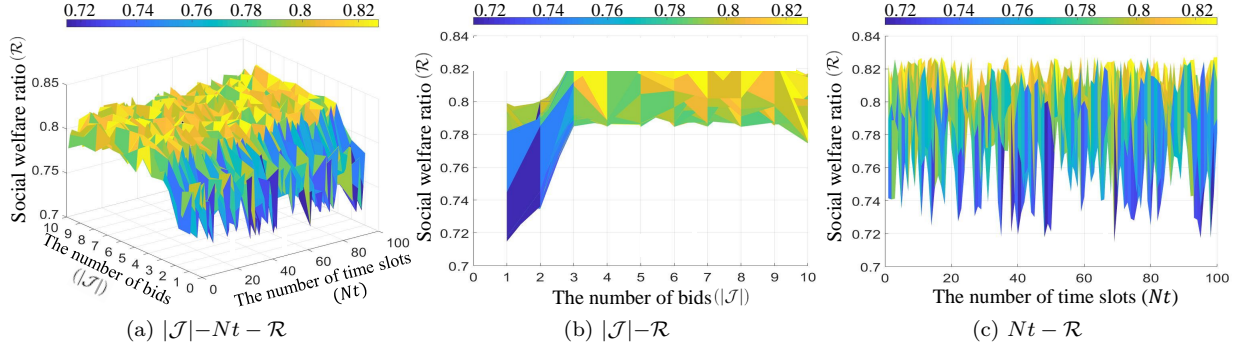 0.72 0.74 0.76 0.78 0.8 0.82
Social welfare ratio (R)
0.85
0.8
0.75
0.7
10 9 8 7 6 5 4 3 2 1 0
The number of bids
(|J|)
0 20 40 60 80 100
The number of time slots
(Nt)
(a) |J|−Nt − R
0.72 0.74 0.76 0.78 0.8 0.82
Social welfare ratio (R)
0.84
0.82
0.8
0.78
0.76
0.74
0.72
0.7
0 1 2 3 4 5 6 7 8 9 10
The number of bids (|J|)
(b) |J|−R
0.72 0.74 0.76 0.78 0.8 0.82
Social welfare ratio (R)
0.84
0.82
0.8
0.78
0.76
0.74
0.72
0.7
0 20 40 60 80 100
The number of time slots (Nt)
(c) Nt − R